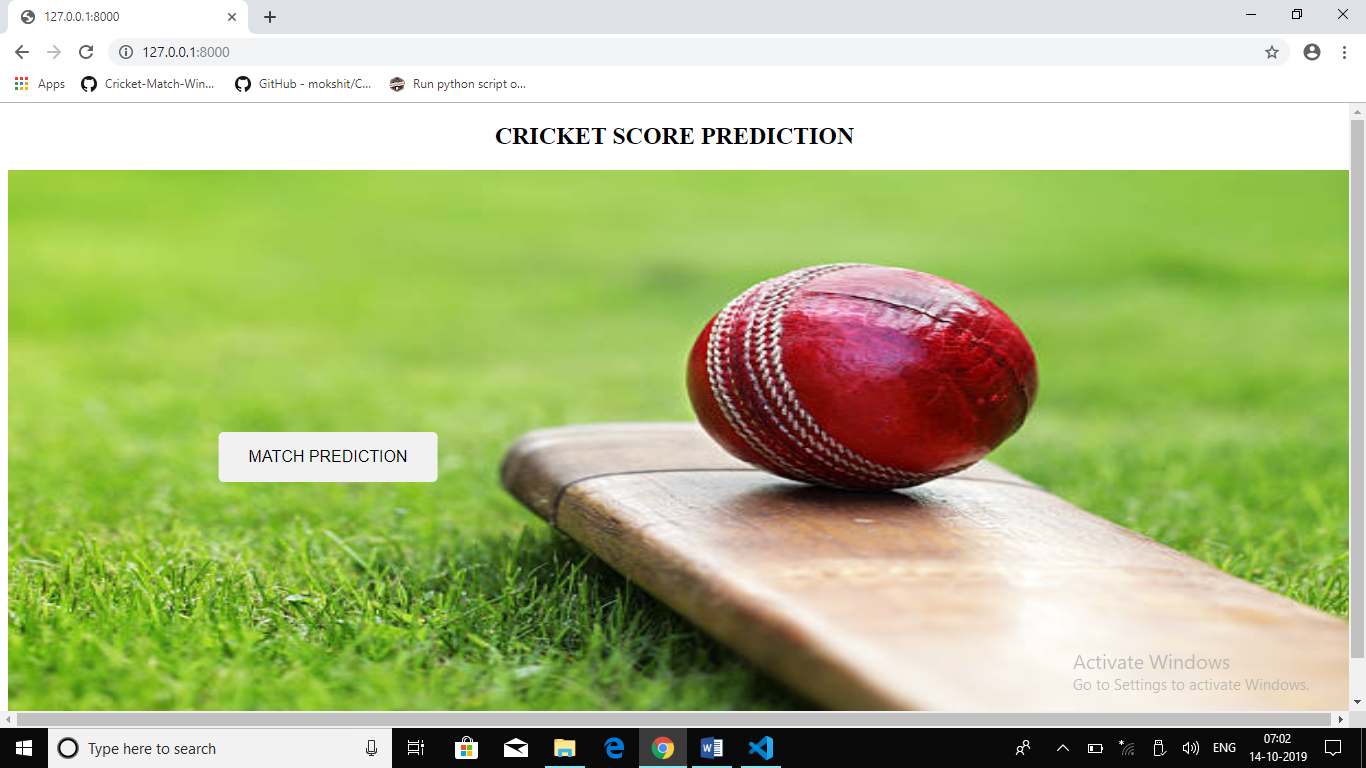 127.0.0.1:8000
127.0.0.1:8000
Apps
Cricket-Match-Win...
GitHub - mokshit/C...
Run python script o...
CRICKET SCORE PREDICTION
MATCH PREDICTION
Activate Windows
Go to Settings to activate Windows.
Type here to search
ENG
07:02
14-10-2019